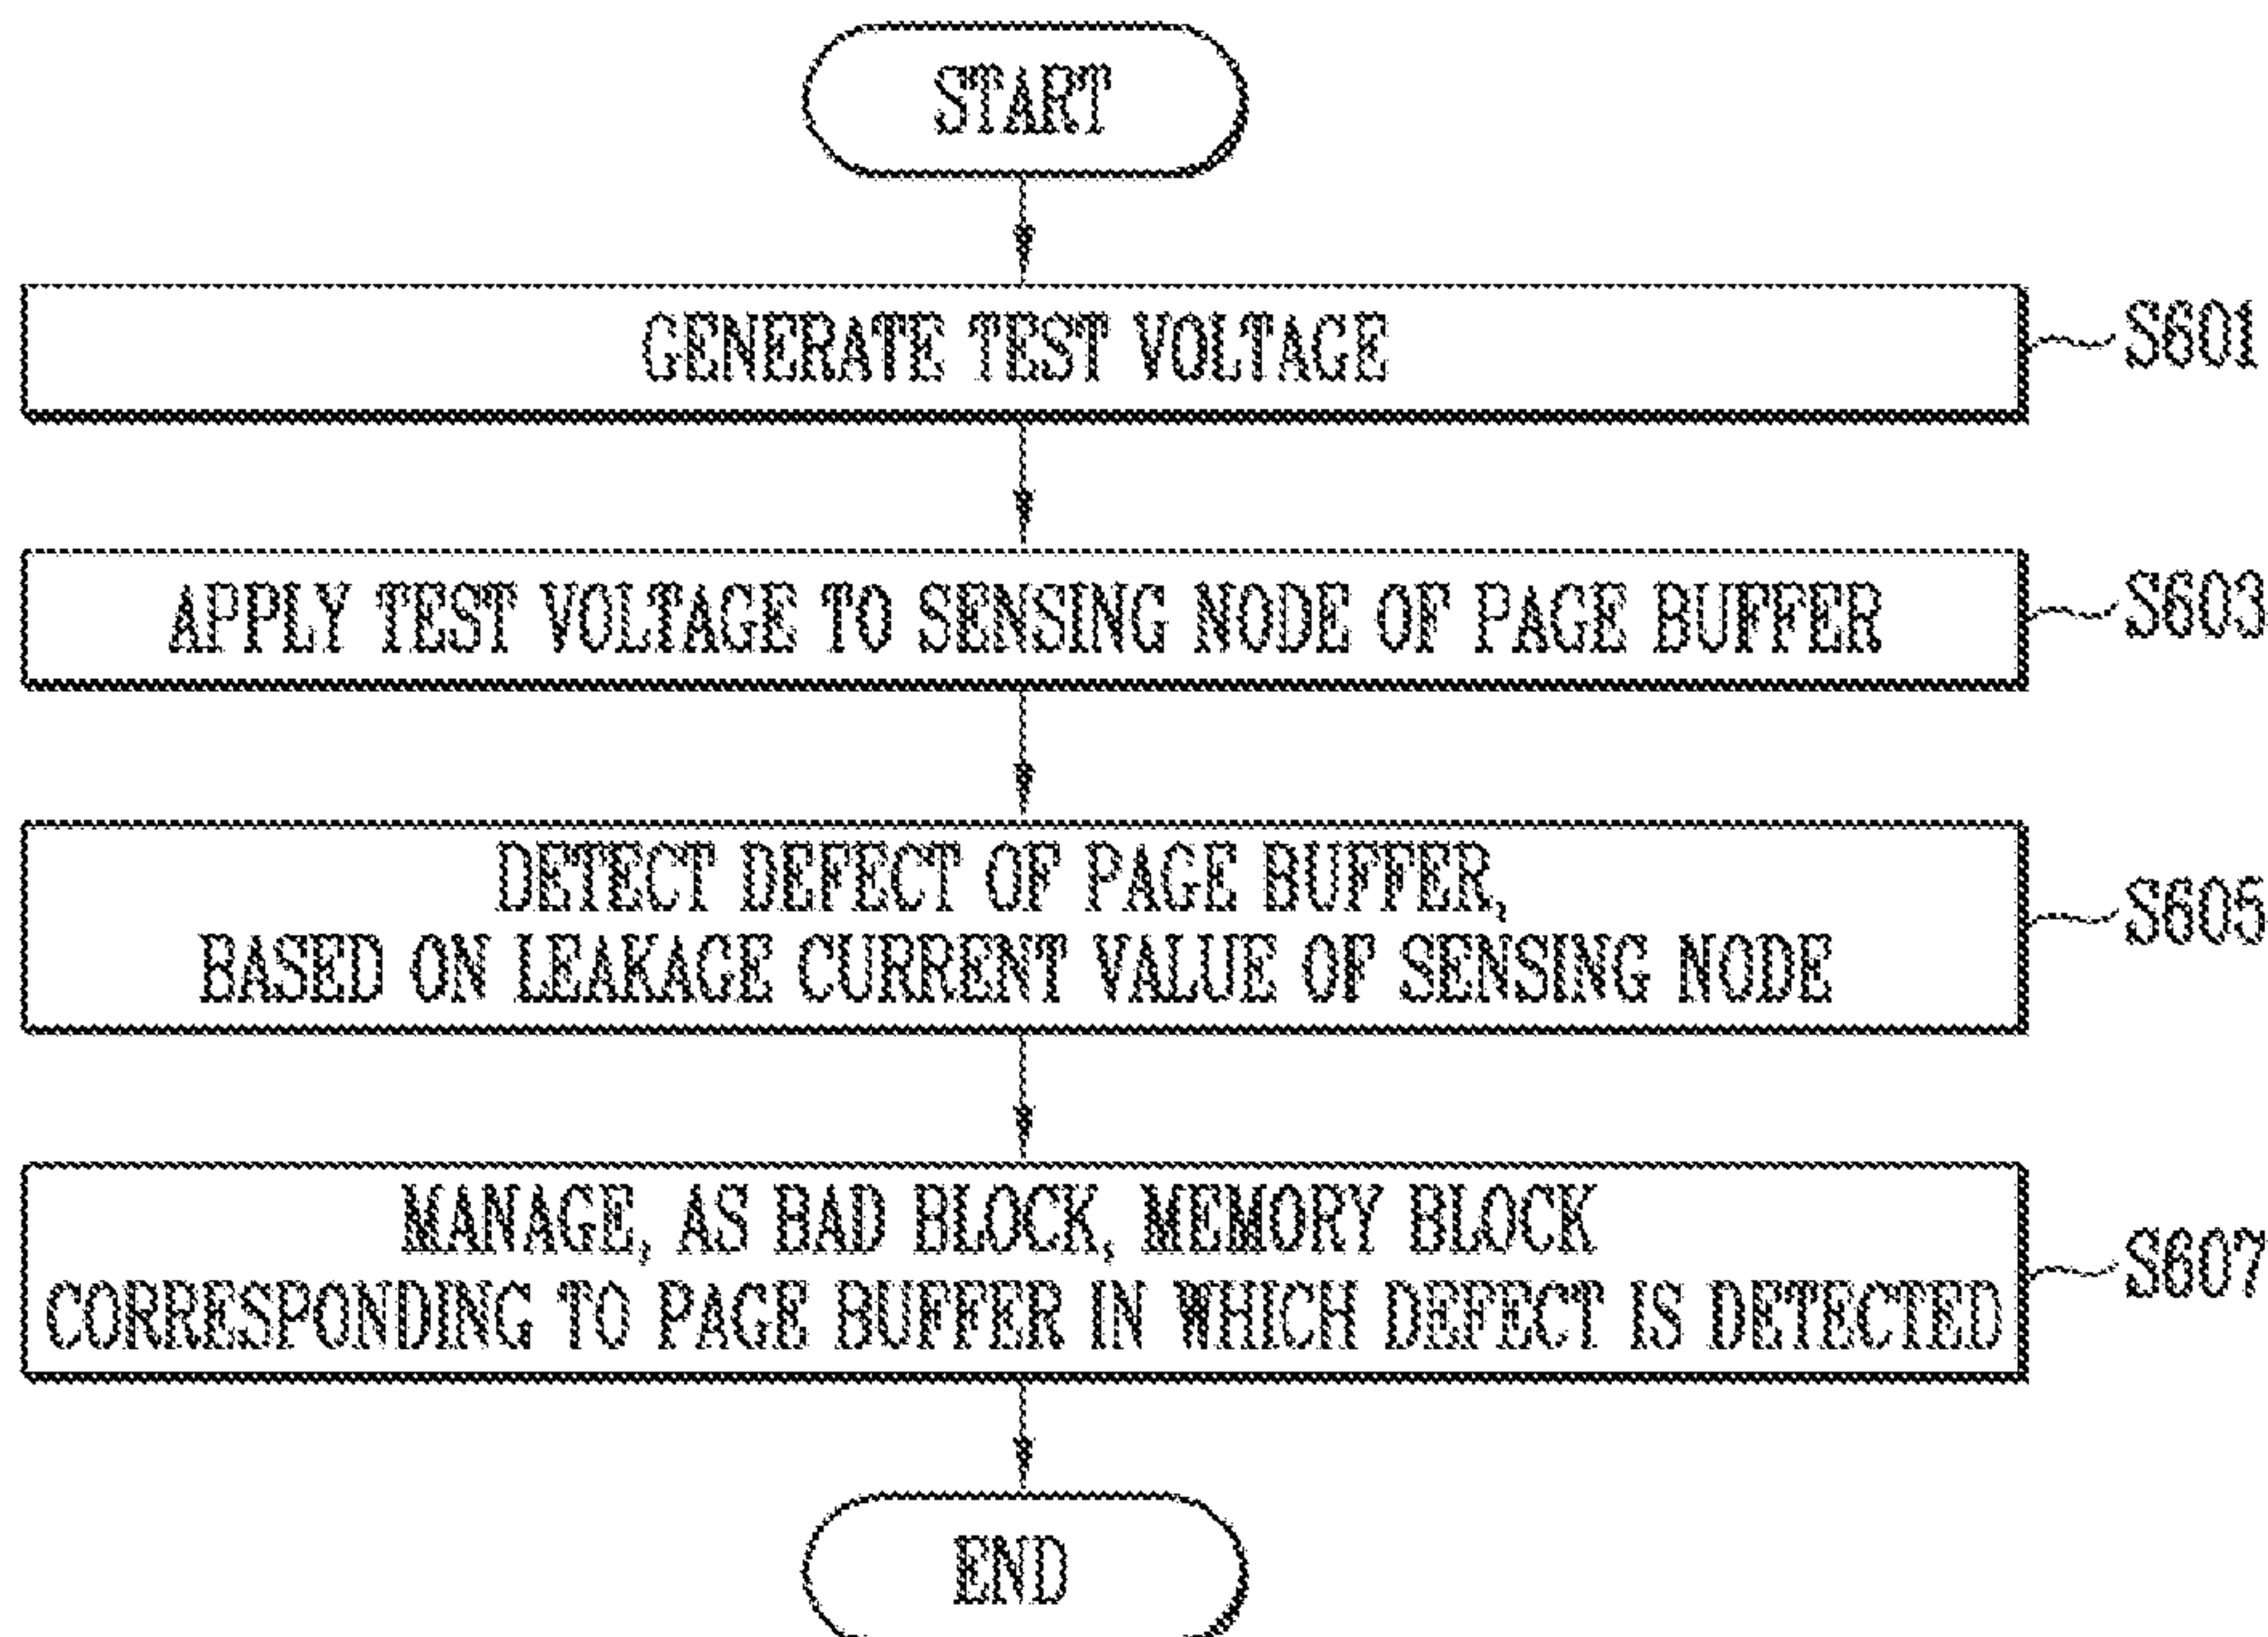 START
GENERATE TEST VOLTAGE
S601
APPLY TEST VOLTAGE TO SENSING NODE OF PAGE BUFFER
S603
DETECT DEFECT OF PAGE BUFFER,
BASED ON LEAKAGE CURRENT VALUE OF SENSING NODE
S605
MANAGE, AS BAD BLOCK, MEMORY BLOCK
CORRESPONDING TO PAGE BUFFER IN WHICH DEFECT IS DETECTED
S607
END